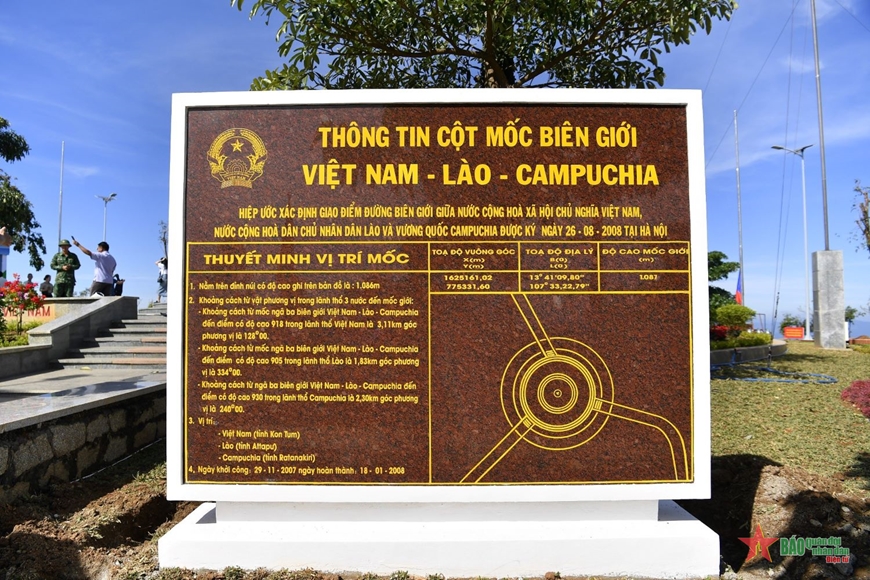 THÔNG TIN CỘT MỐC BIÊN GIỚI
VIỆT NAM - LÀO - CAMPUCHIA
HIỆP ƯỚC XÁC ĐỊNH GIAO ĐIỂM ĐƯỜNG BIÊN GIỚI GIỮA NƯỚC CỘNG HOÀ XÃ HỘI CHỦ NGHĨA VIỆT NAM,
NƯỚC CỘNG HOÀ DÂN CHỦ NHÂN DÂN LÀO VÀ VƯƠNG QUỐC CAMPUCHIA ĐƯỢC KÝ NGÀY 26-08-2008 TẠI HÀ NỘI
THUYẾT MINH VỊ TRÍ MỐC
1. Nằm trên đỉnh núi có độ cao ghi trên bản đồ là : 1.086m
2. Khoảng cách từ vật phương vị trong lãnh thổ 3 nước đến mốc giới:
- Khoảng cách từ mốc ngã ba biên giới Việt Nam - Lào - Campuchia
đến điểm có độ cao 918 trong lãnh thổ Việt Nam là 3,11km góc
phương vị là 128°00.
- Khoảng cách từ mốc ngã ba biên giới Việt Nam - Lào - Campuchia
đến điểm có độ cao 905 trong lãnh thổ Lào là 1,83km góc phương vị là
334°00.
- Khoảng cách từ ngã ba biên giới Việt Nam - Lào - Campuchia đến
điểm có độ cao 930 trong lãnh thổ Campuchia là 2,30km góc phương
vị là 240°00.
3. Vị trí:
- Việt Nam (tỉnh Kon Tum)
- Lào (tỉnh Attapư)
- Campuchia (tỉnh Ratanakiri)
4, Ngày khởi công: 29-11-2007 ngày hoàn thành: 18-01-2008
TOẠ ĐỘ VUÔNG GÓC
X(m)
Y(m)
TOẠ ĐỘ ĐỊA LÝ
B(º)
L(º)
ĐỘ CAO MỐC GIỚI
(m)
1625161,02
775331,60
13°41'09,80"
107°33,22,79"
1.087
BÁO Quân đội nhân dân
Điện tử